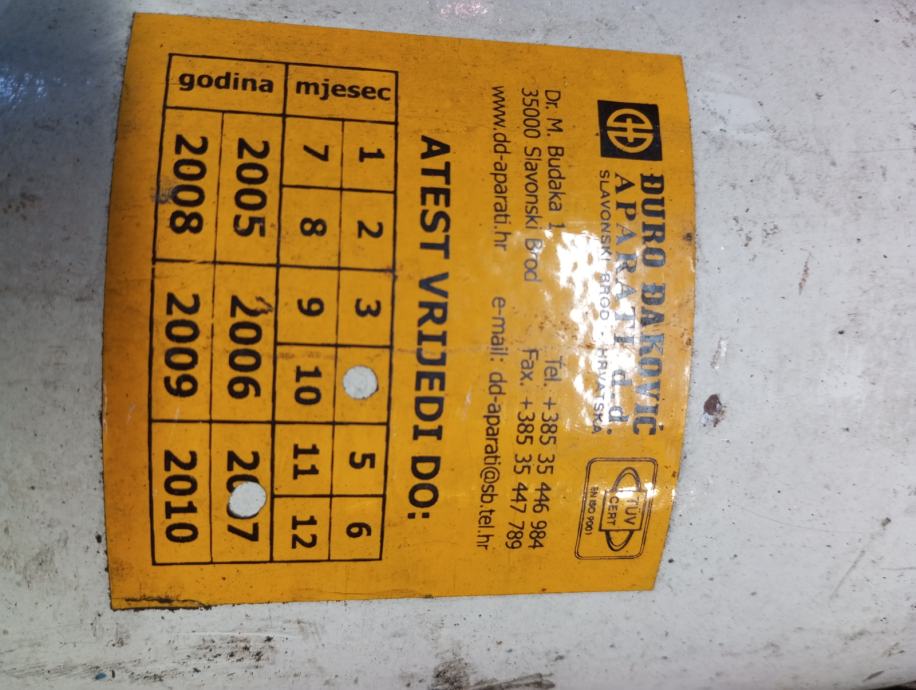 ĐURO ĐAKOVIĆ
APARATI d.d.
SLAVONSKI BROD - HRVATSKA
TÜV
CERT
EN ISO 9001
Dr. M. Budaka 1 Tel. +385 35 446 984
35000 Slavonski Brod Fax. +385 35 447 789
www.dd-aparati.hr e-mail: dd-aparati@sb.tel.hr
ATEST VRIJEDI DO:
mjesec 1 2 3 5 6
7 8 9 10 11 12
godina 2005 2006 2007
2008 2009 2010